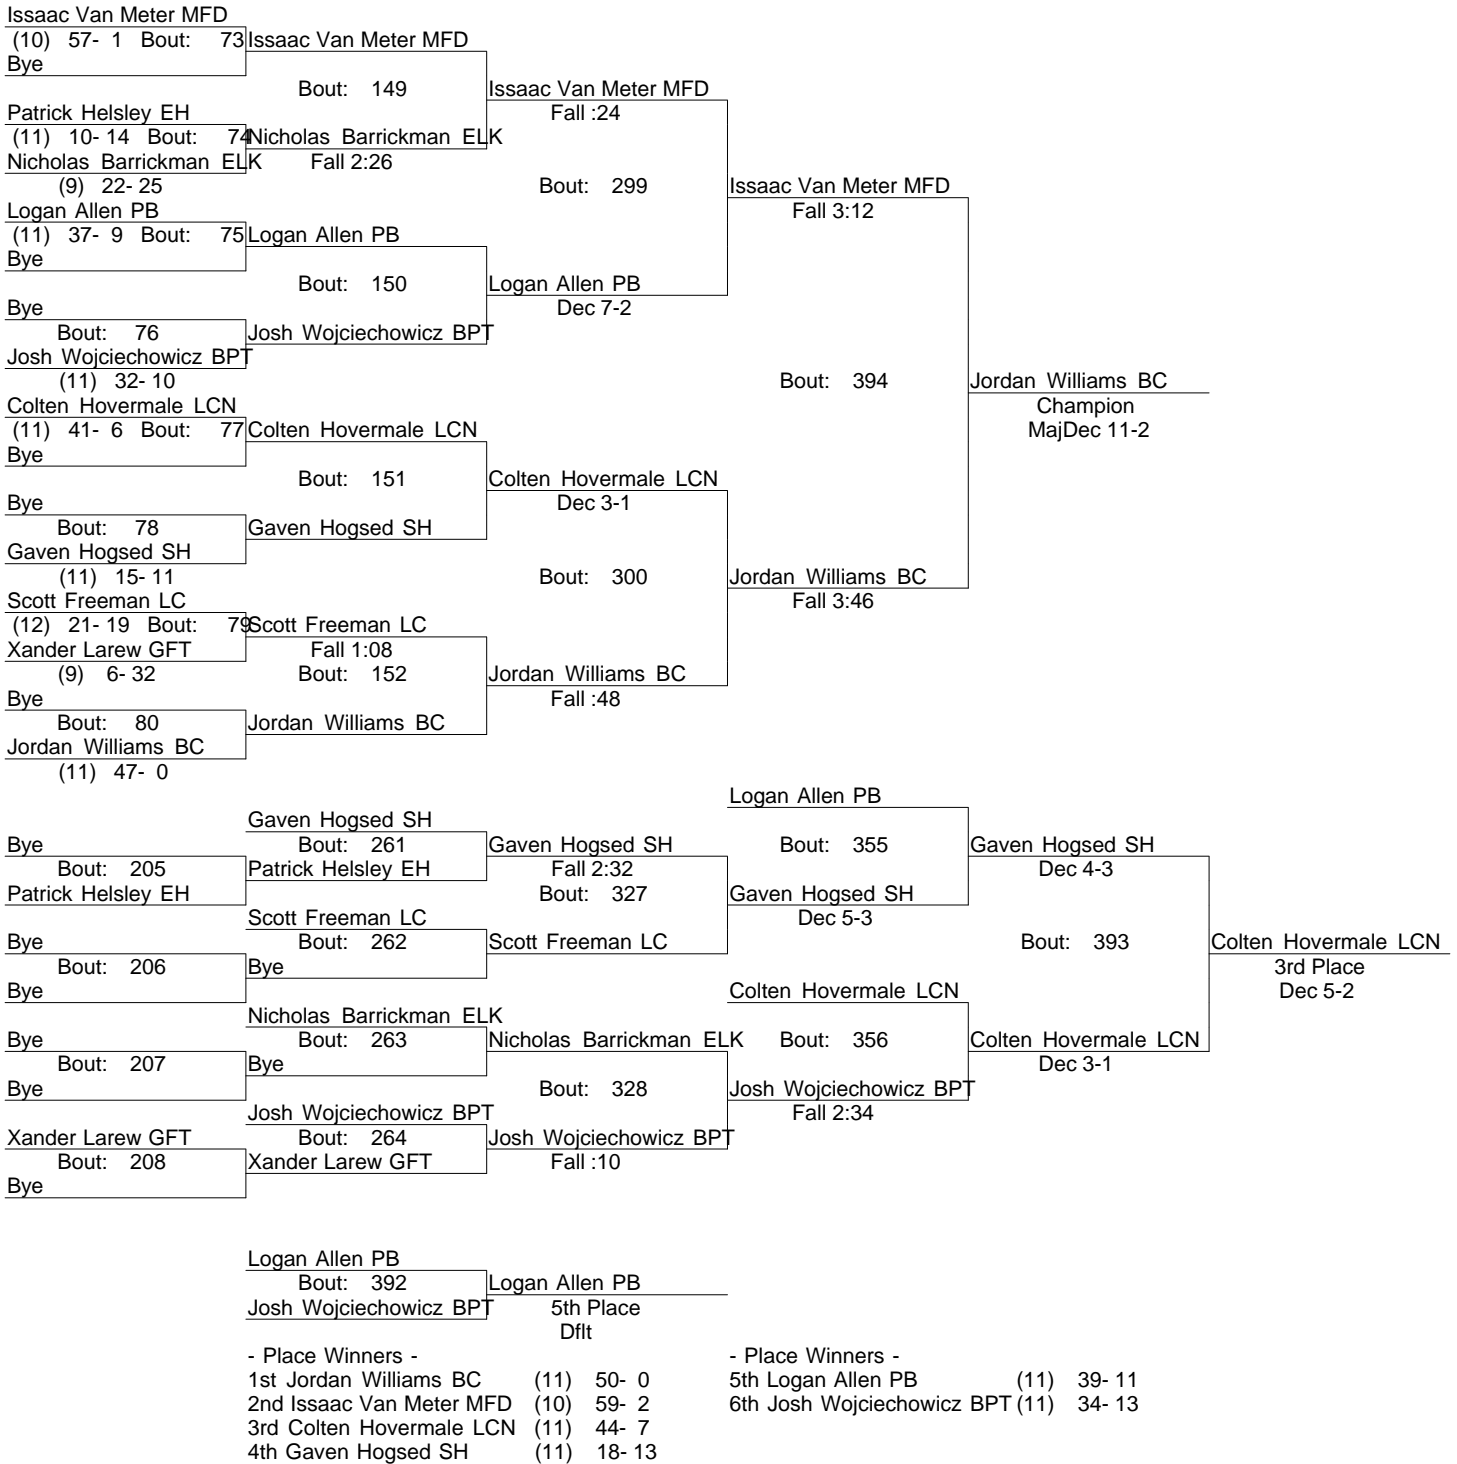 Issaac Van Meter MFD
(10) 57- 1 Bout: 73 Issaac Van Meter MFD
Bye
Bout: 149 Issaac Van Meter MFD
Patrick Helsley EH Fall :24
(11) 10- 14 Bout: 74 Nicholas Barrickman ELK
Nicholas Barrickman ELK Fall 2:26
(9) 22- 25 Bout: 299 Issaac Van Meter MFD
Logan Allen PB Fall 3:12
(11) 37- 9 Bout: 75 Logan Allen PB
Bye
Bout: 150 Logan Allen PB
Bye Dec 7-2
Bout: 76 Josh Wojciechowicz BPT
Josh Wojciechowicz BPT
(11) 32- 10 Bout: 394 Jordan Williams BC
Colten Hovermale LCN Champion
(11) 41- 6 Bout: 77 Colten Hovermale LCN MajDec 11-2
Bye
Bout: 151 Colten Hovermale LCN
Bye Dec 3-1
Bout: 78 Gaven Hogsed SH
Gaven Hogsed SH
(11) 15- 11 Bout: 300 Jordan Williams BC
Scott Freeman LC Fall 3:46
(12) 21- 19 Bout: 79 Scott Freeman LC
Xander Larew GFT Fall 1:08
(9) 6- 32 Bout: 152 Jordan Williams BC
Bye Fall :48
Bout: 80 Jordan Williams BC
Jordan Williams BC
(11) 47- 0
Logan Allen PB
Gaven Hogsed SH
Bye Bout: 261 Gaven Hogsed SH Bout: 355 Gaven Hogsed SH
Bout: 205 Patrick Helsley EH Fall 2:32 Dec 4-3
Patrick Helsley EH Bout: 327 Gaven Hogsed SH
Scott Freeman LC Dec 5-3
Bye Bout: 262 Scott Freeman LC Bout: 393 Colten Hovermale LCN
Bout: 206 Bye 3rd Place
Bye Colten Hovermale LCN Dec 5-2
Nicholas Barrickman ELK
Bye Bout: 263 Nicholas Barrickman ELK Bout: 356 Colten Hovermale LCN
Bout: 207 Bye Dec 3-1
Bye Bout: 328 Josh Wojciechowicz BPT
Josh Wojciechowicz BPT Fall 2:34
Xander Larew GFT Bout: 264 Josh Wojciechowicz BPT
Bout: 208 Xander Larew GFT Fall :10
Bye
Logan Allen PB
Bout: 392 Logan Allen PB
Josh Wojciechowicz BPT 5th Place
Dflt
- Place Winners - - Place Winners -
1st Jordan Williams BC (11) 50- 0 5th Logan Allen PB (11) 39- 11
2nd Issaac Van Meter MFD (10) 59- 2 6th Josh Wojciechowicz BPT (11) 34- 13
3rd Colten Hovermale LCN (11) 44- 7
4th Gaven Hogsed SH (11) 18- 13